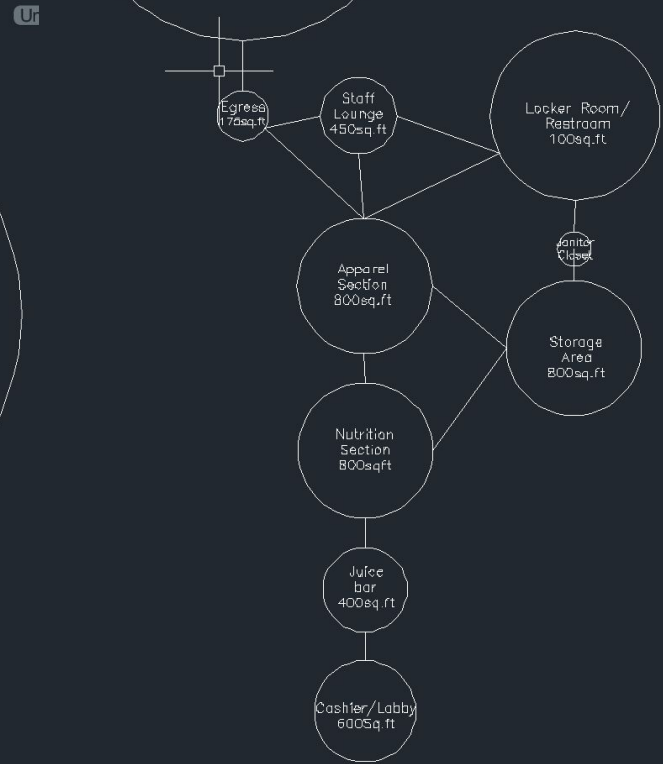 Ur
Egress
175sq.ft
Staff
Lounge
450sq.ft
Locker Room/
Restroom
100sq.ft
Janitor
Closet
Apparel
Section
800sq.ft
Storage
Area
800sq.ft
Nutrition
Section
800sqft
Juice
bar
400sq.ft
Cashier/Lobby
600Sq.ft